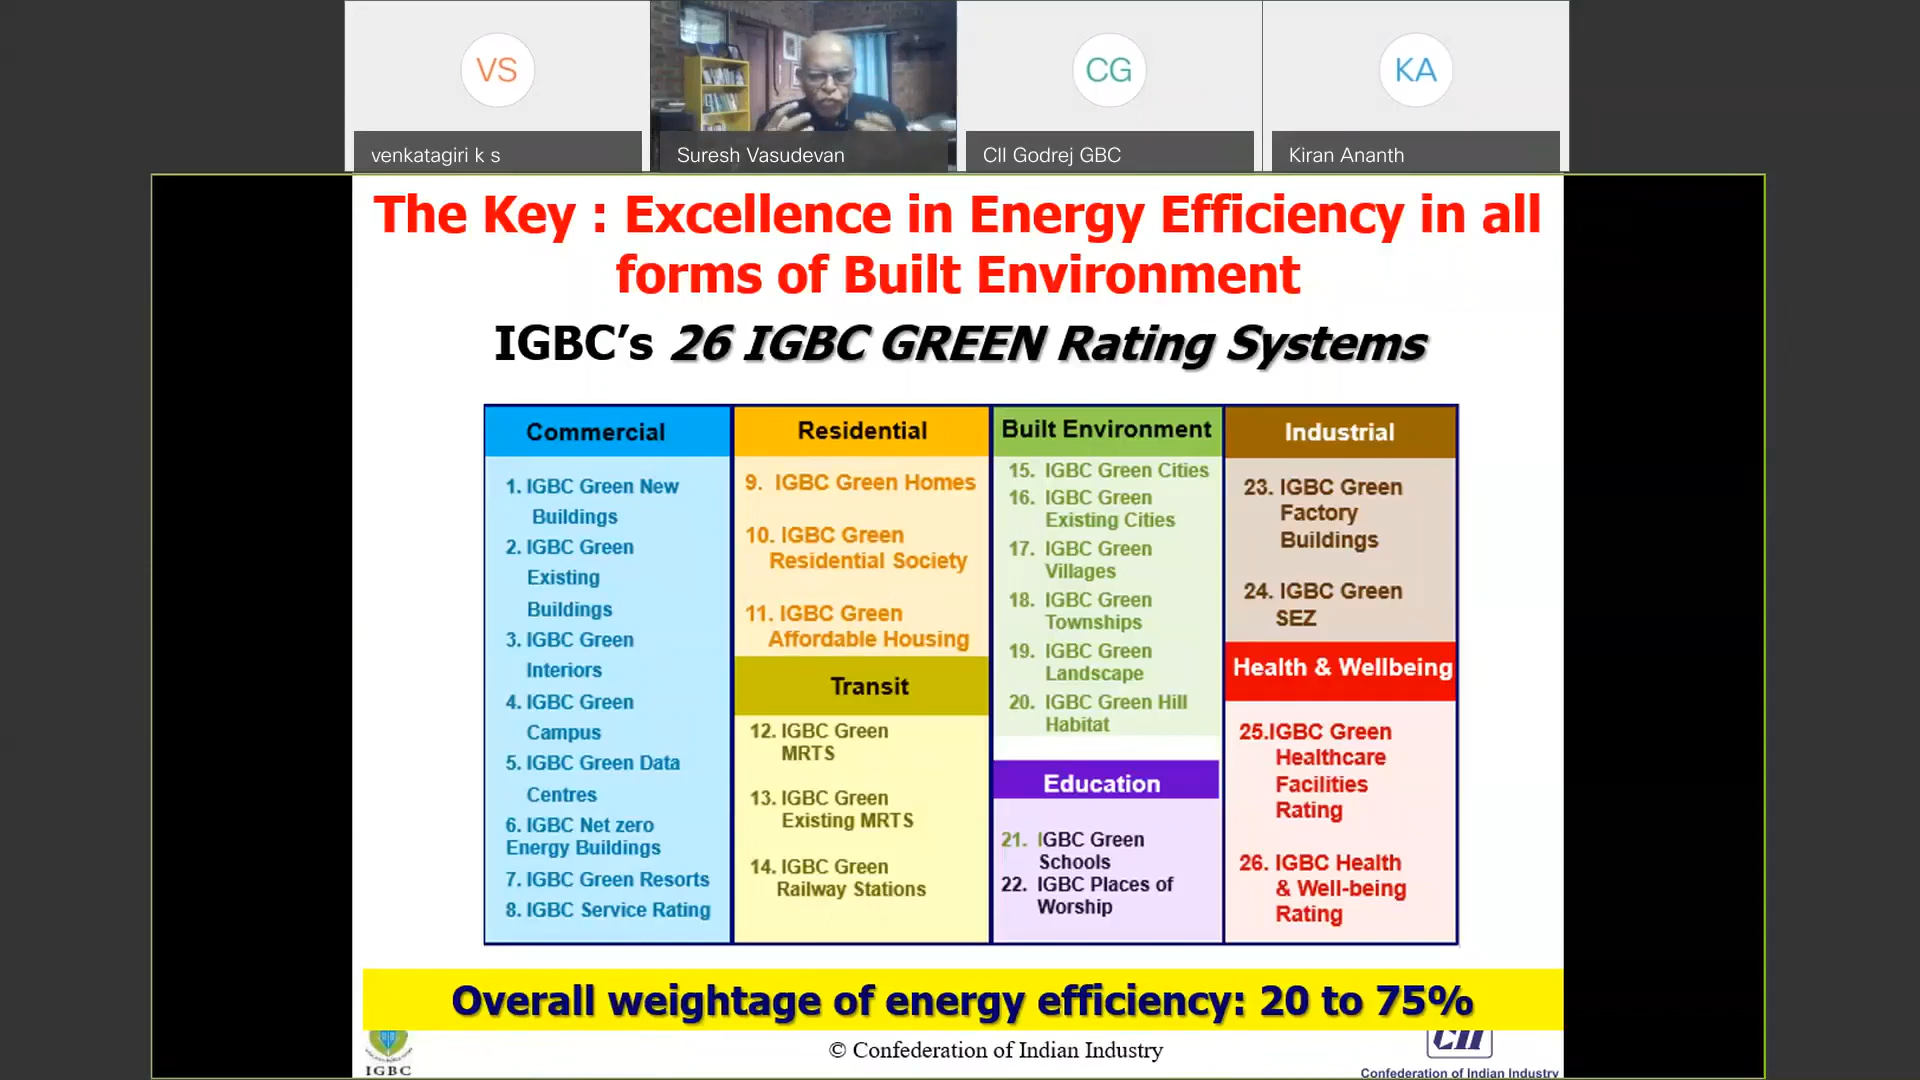 VS
CG
KA
venkatagiri k s
Suresh Vasudevan
CII Godrej GBC
Kiran Ananth
The Key : Excellence in Energy Efficiency in all
forms of Built Environment
IGBC's 26 IGBC GREEN Rating Systems
Commercial
1. IGBC Green New
Buildings
2. IGBC Green
Existing
Buildings
3. IGBC Green
Interiors
4. IGBC Green
Campus
5. IGBC Green Data
Centres
6. IGBC Net zero
Energy Buildings
7. IGBC Green Resorts
8. IGBC Service Rating
Residential
9. IGBC Green Homes
10. IGBC Green
Residential Society
11. IGBC Green
Affordable Housing
Transit
12. IGBC Green
MRTS
13. IGBC Green
Existing MRTS
14. IGBC Green
Railway Stations
Built Environment
15. IGBC Green Cities
16. IGBC Green
Existing Cities
17. IGBC Green
Villages
18. IGBC Green
Townships
19. IGBC Green
Landscape
20. IGBC Green Hill
Habitat
Education
21. IGBC Green
Schools
22. IGBC Places of
Worship
Industrial
23. IGBC Green
Factory
Buildings
24. IGBC Green
SEZ
Health & Wellbeing
25.IGBC Green
Healthcare
Facilities
Rating
26. IGBC Health
& Well-being
Rating
Overall weightage of energy efficiency: 20 to 75%
IGBC
© Confederation of Indian Industry
CII
Confederation of Indian Industry